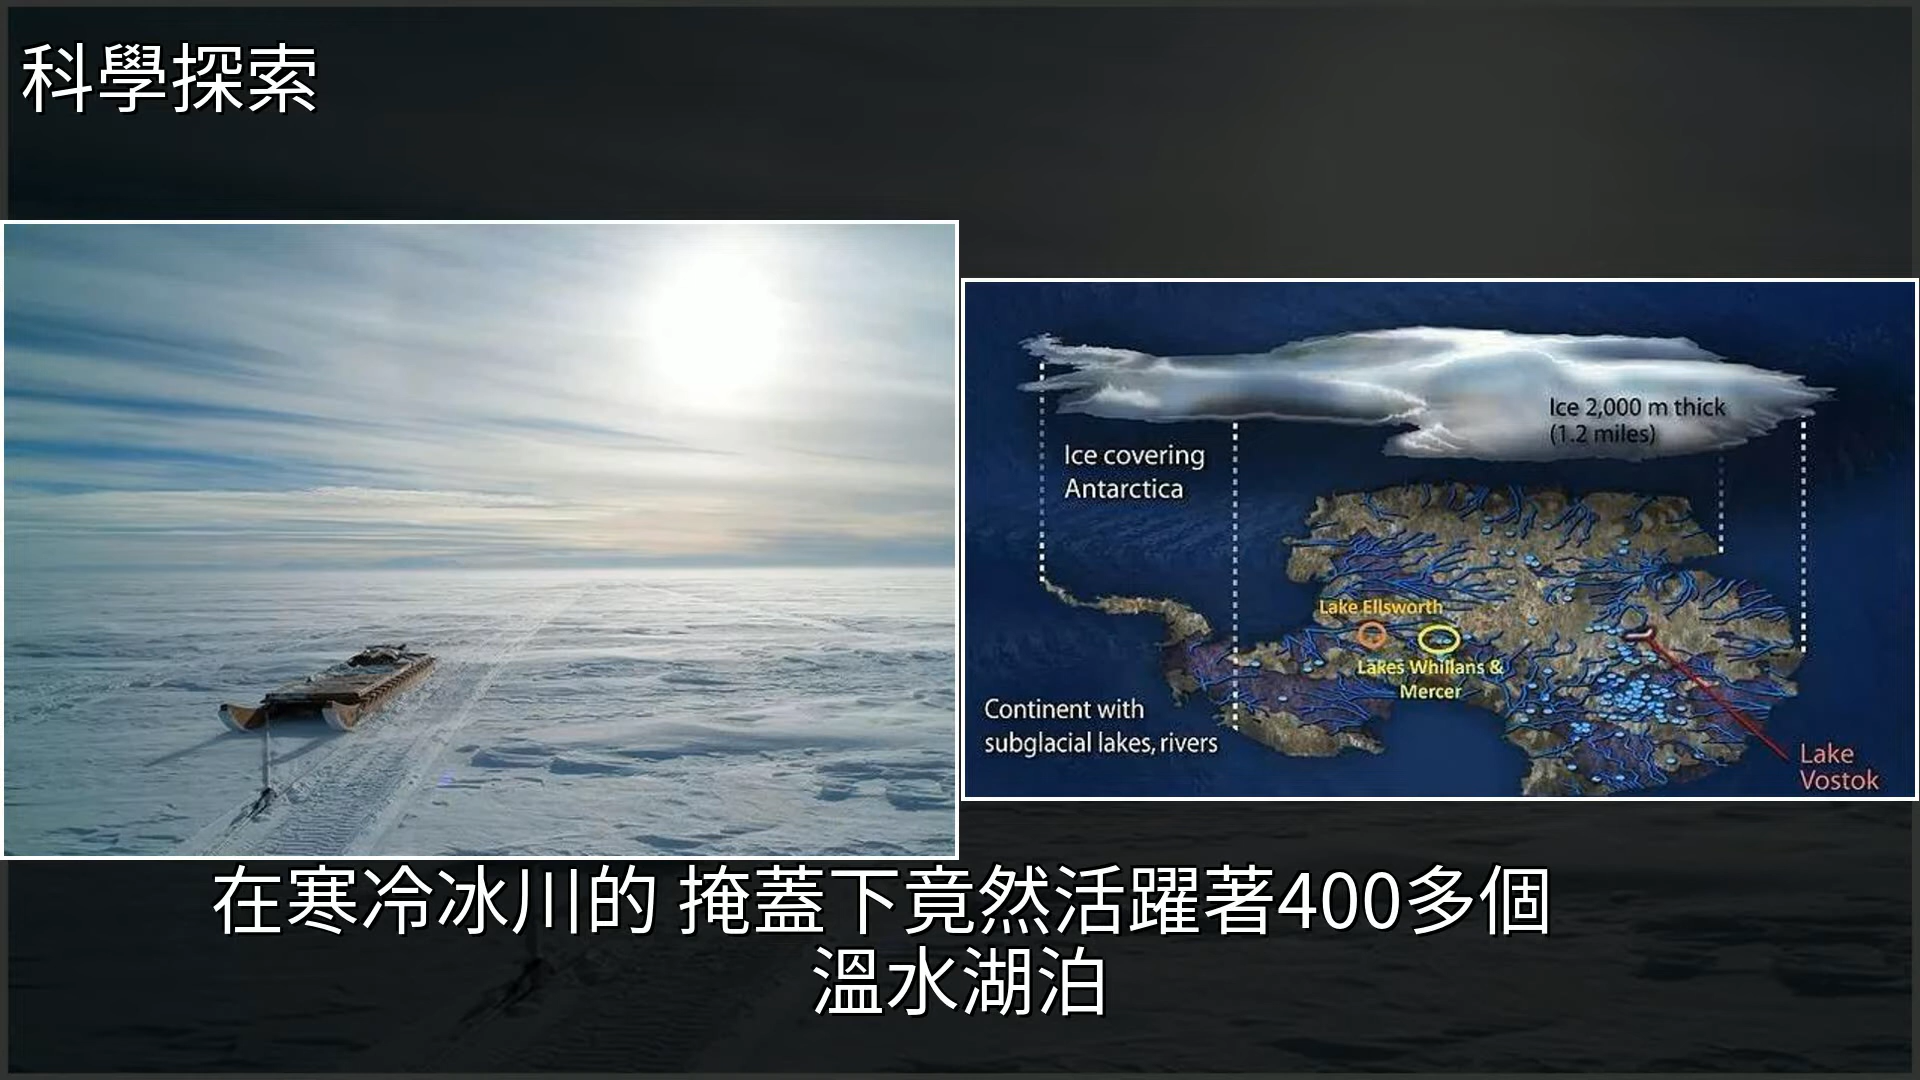 科學探索
Ice 2,000 m thick
(1.2 miles)
Ice covering
Antarctica
Lake Ellsworth
Lakes Whillans &
Mercer
Continent with
subglacial lakes, rivers
Lake
Vostok
在寒冷冰川的 掩蓋下竟然活躍著400多個
溫水湖泊